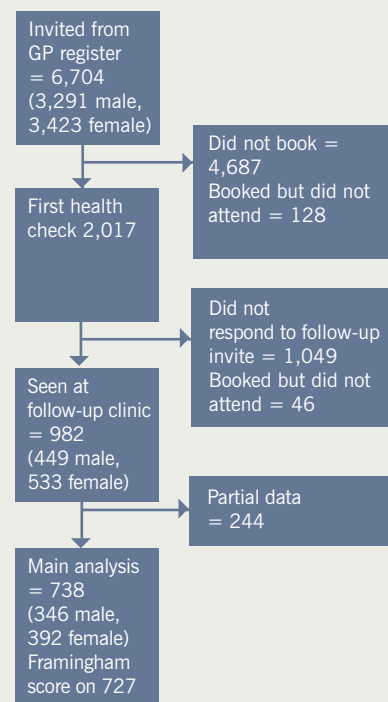 Invited from
GP register
= 6,704
(3,291 male,
3,423 female)
Did not book =
4,687
Booked but did not
attend = 128
First health
check 2,017
Did not
respond to follow-up
invite = 1,049
Booked but did not
attend = 46
Seen at
follow-up clinic
= 982
(449 male,
533 female)
Partial data
= 244
Main analysis
= 738
(346 male,
392 female)
Framingham
score on 727